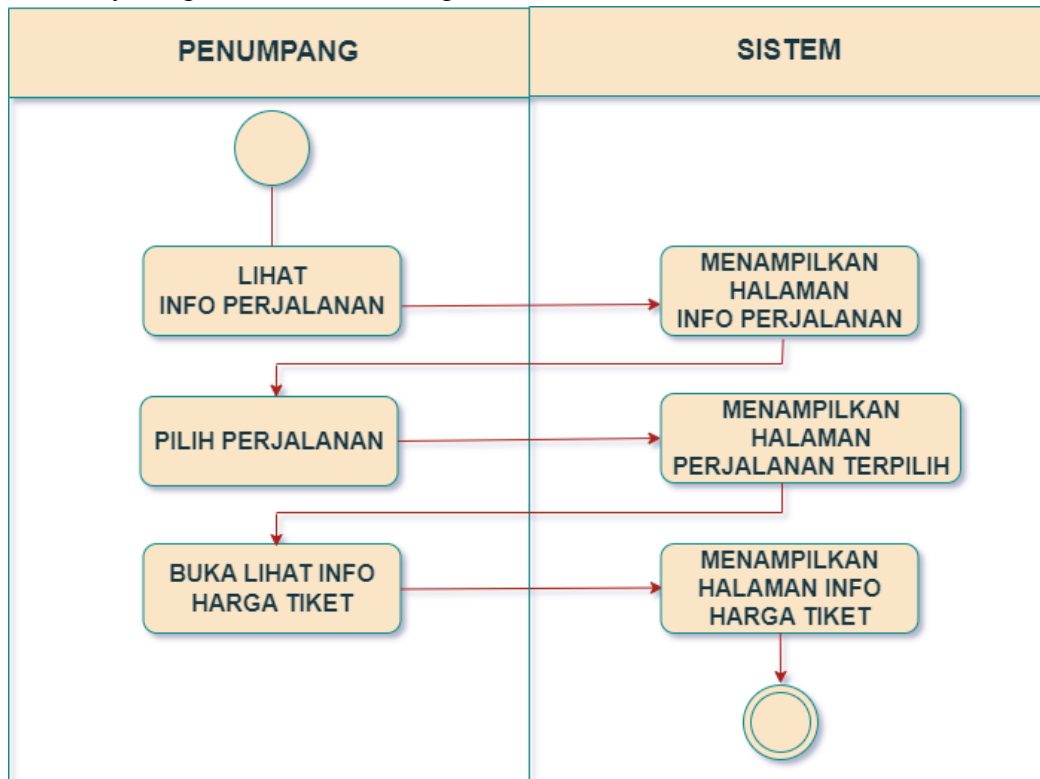 PENUMPANG
SISTEM
LIHAT
INFO PERJALANAN
MENAMPILKAN
HALAMAN
INFO PERJALANAN
PILIH PERJALANAN
MENAMPILKAN
HALAMAN
PERJALANAN TERPILIH
BUKA LIHAT INFO
HARGA TIKET
MENAMPILKAN
HALAMAN INFO
HARGA TIKET